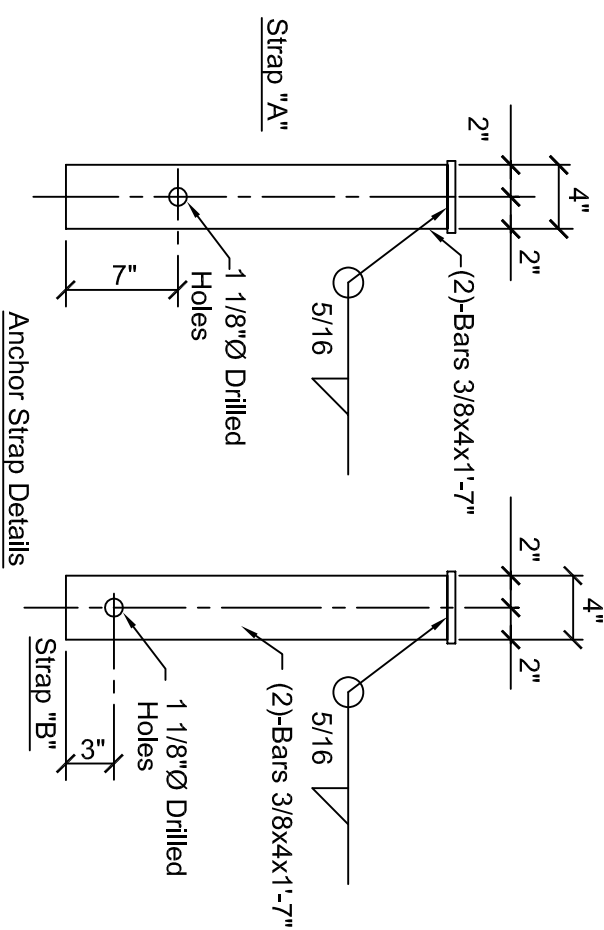 2"
4"
2"
(2)-Bars 3/8x4x1'-7"
5/16
1 1/8"Ø Drilled
Holes
7"
Strap "A"
2"
4"
2"
5/16
(2)-Bars 3/8x4x1'-7"
1 1/8"Ø Drilled
Holes
3"
Strap "B"
Anchor Strap Details